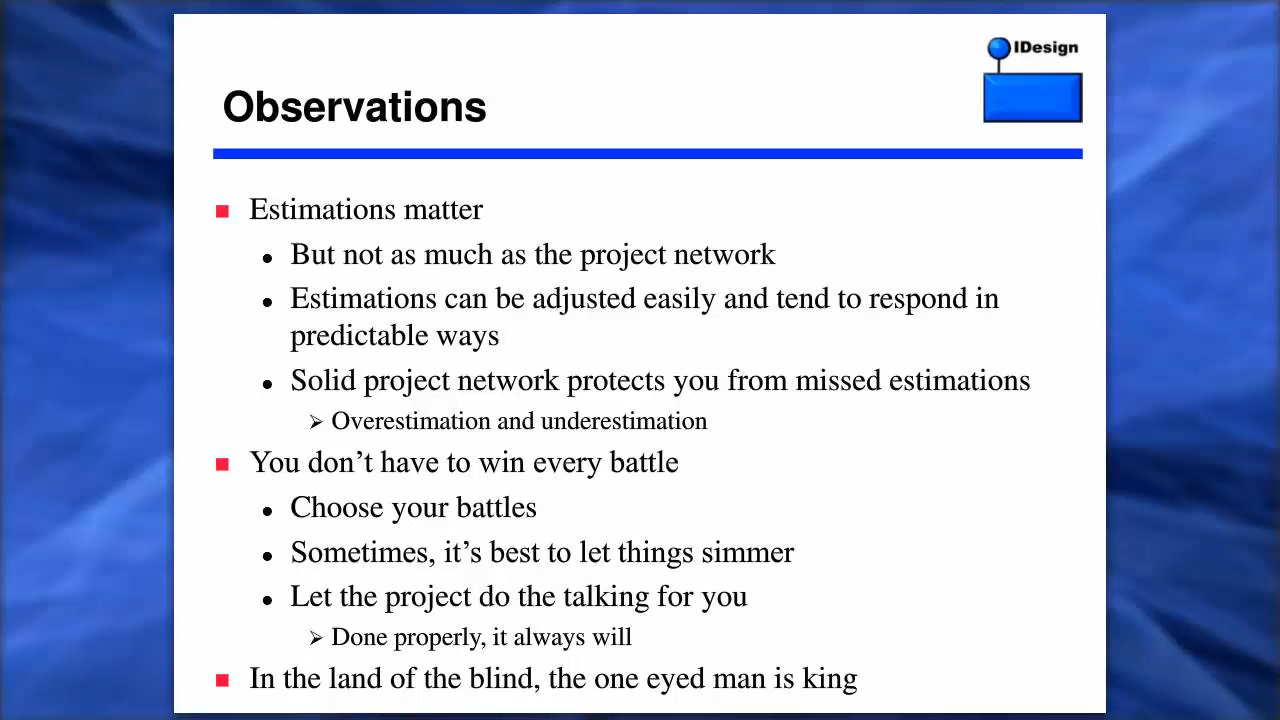 IDesign
Observations
Estimations matter
But not as much as the project network
Estimations can be adjusted easily and tend to respond in
predictable ways
Solid project network protects you from missed estimations
Overestimation and underestimation
You don’t have to win every battle
Choose your battles
Sometimes, it’s best to let things simmer
Let the project do the talking for you
Done properly, it always will
In the land of the blind, the one eyed man is king